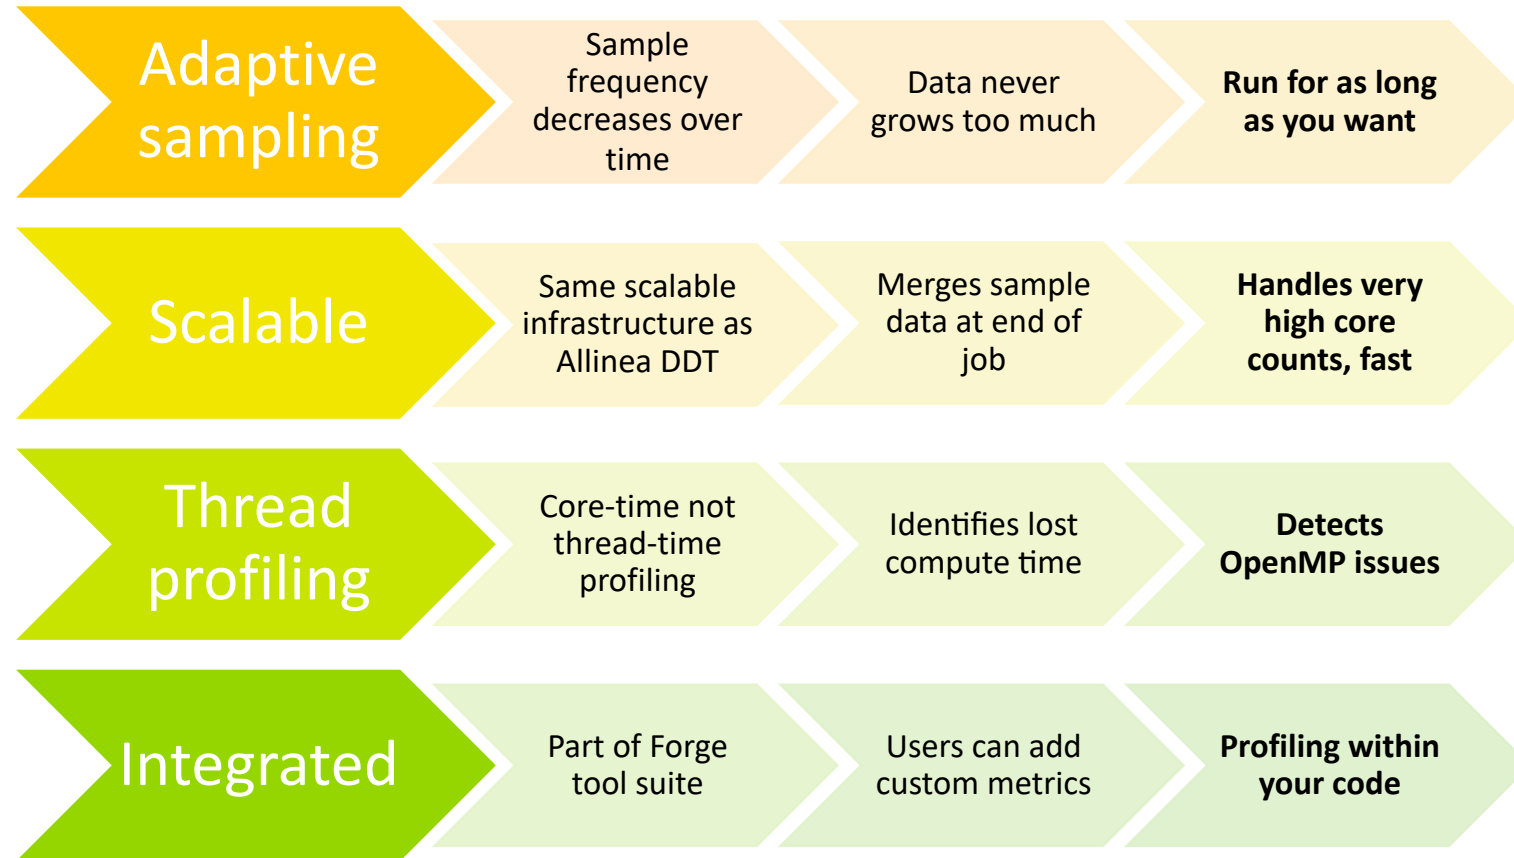 Adaptive
sampling
Sample
frequency
decreases over
time
Data never
grows too much
Run for as long
as you want
Scalable
Same scalable
infrastructure as
Allinea DDT
Merges sample
data at end of
job
Handles very
high core
counts, fast
Thread
profiling
Core-time not
thread-time
profiling
Identifies lost
compute time
Detects
OpenMP issues
Integrated
Part of Forge
tool suite
Users can add
custom metrics
Profiling within
your code